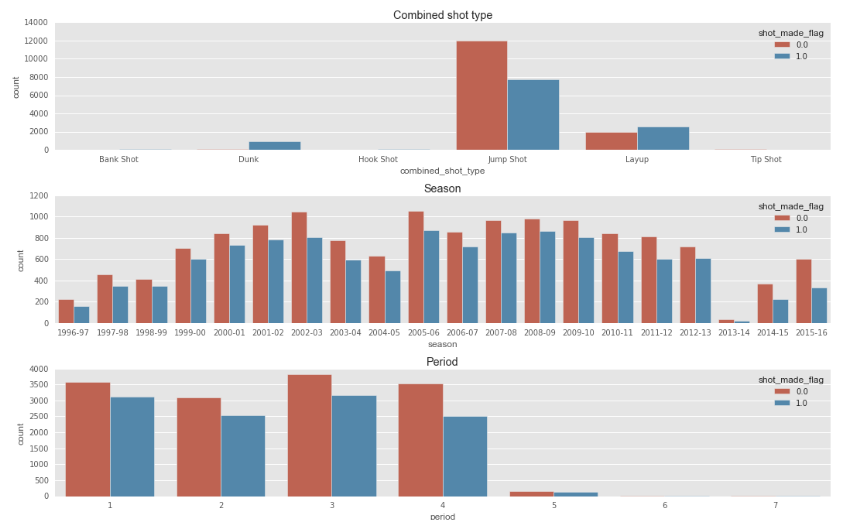 Combined shot type
14000
12000
10000
8000
6000
4000
2000
0
count
shot_made_flag
0.0
1.0
Bank Shot Dunk Hook Shot Jump Shot Layup Tip Shot
combined_shot_type
Season
1200
1000
800
600
400
200
0
count
shot_made_flag
0.0
1.0
1996-97 1997-98 1998-99 1999-00 2000-01 2001-02 2002-03 2003-04 2004-05 2005-06 2006-07 2007-08 2008-09 2009-10 2010-11 2011-12 2012-13 2013-14 2014-15 2015-16
season
Period
4000
3500
3000
2500
2000
1500
1000
500
0
count
shot_made_flag
0.0
1.0
1 2 3 4 5 6 7
period